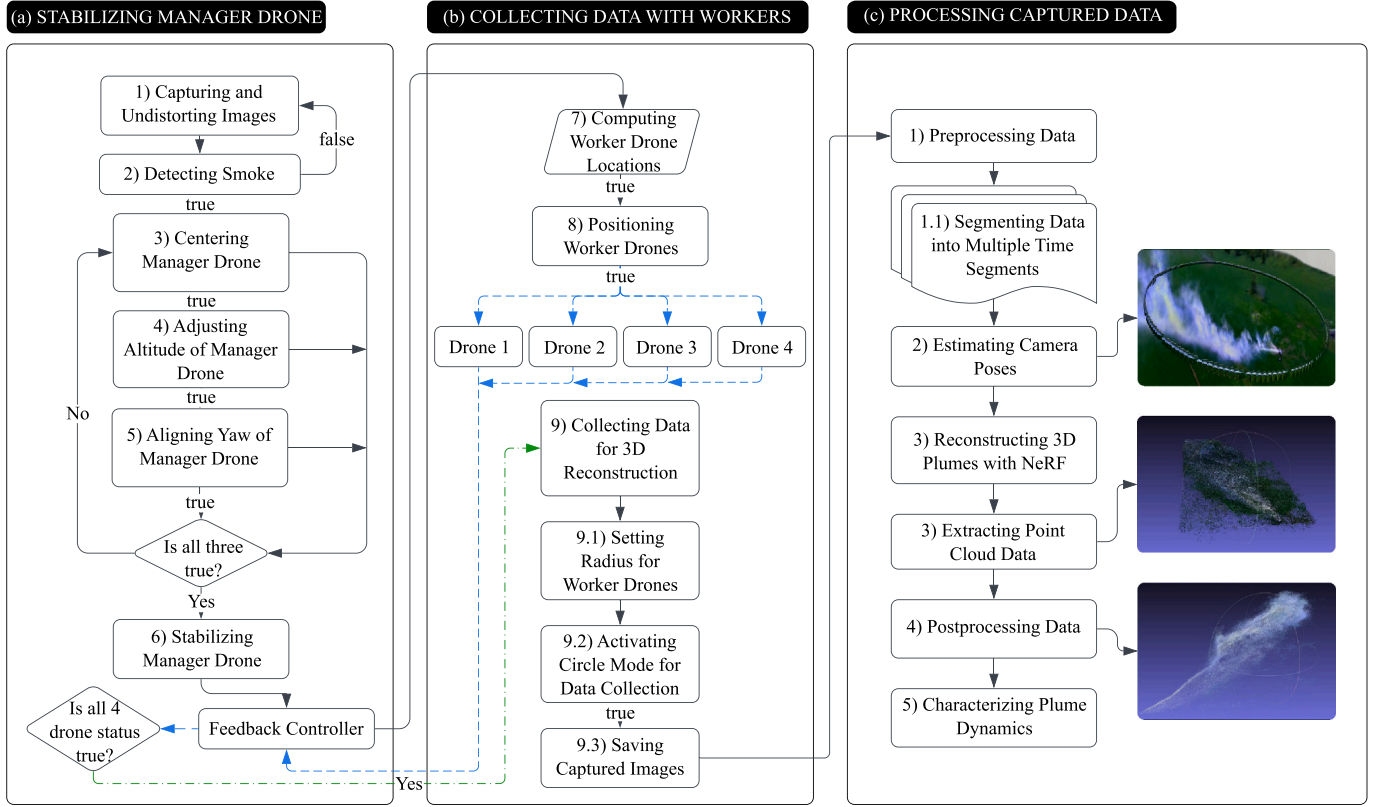 (a) STABILIZING MANAGER DRONE
1) Capturing and
Undistorting Images
false
2) Detecting Smoke
true
3) Centering
Manager Drone
true
4) Adjusting
Altitude of Manager
Drone
true
No
5) Aligning Yaw of
Manager Drone
true
Is all three
true?
Yes
6) Stabilizing
Manager Drone
Is all 4
drone status
true?
Feedback Controller
Yes
(b) COLLECTING DATA WITH WORKERS
7) Computing
Worker Drone
Locations
true
8) Positioning
Worker Drones
true
Drone 1
Drone 2
Drone 3
Drone 4
9) Collecting Data
for 3D
Reconstruction
9.1) Setting
Radius for
Worker Drones
9.2) Activating
Circle Mode for
Data Collection
true
9.3) Saving
Captured Images
(c) PROCESSING CAPTURED DATA
1) Preprocessing Data
1.1) Segmenting Data
into Multiple Time
Segments
2) Estimating Camera
Poses
3) Reconstructing 3D
Plumes with NeRF
3) Extracting Point
Cloud Data
4) Postprocessing Data
5) Characterizing Plume
Dynamics